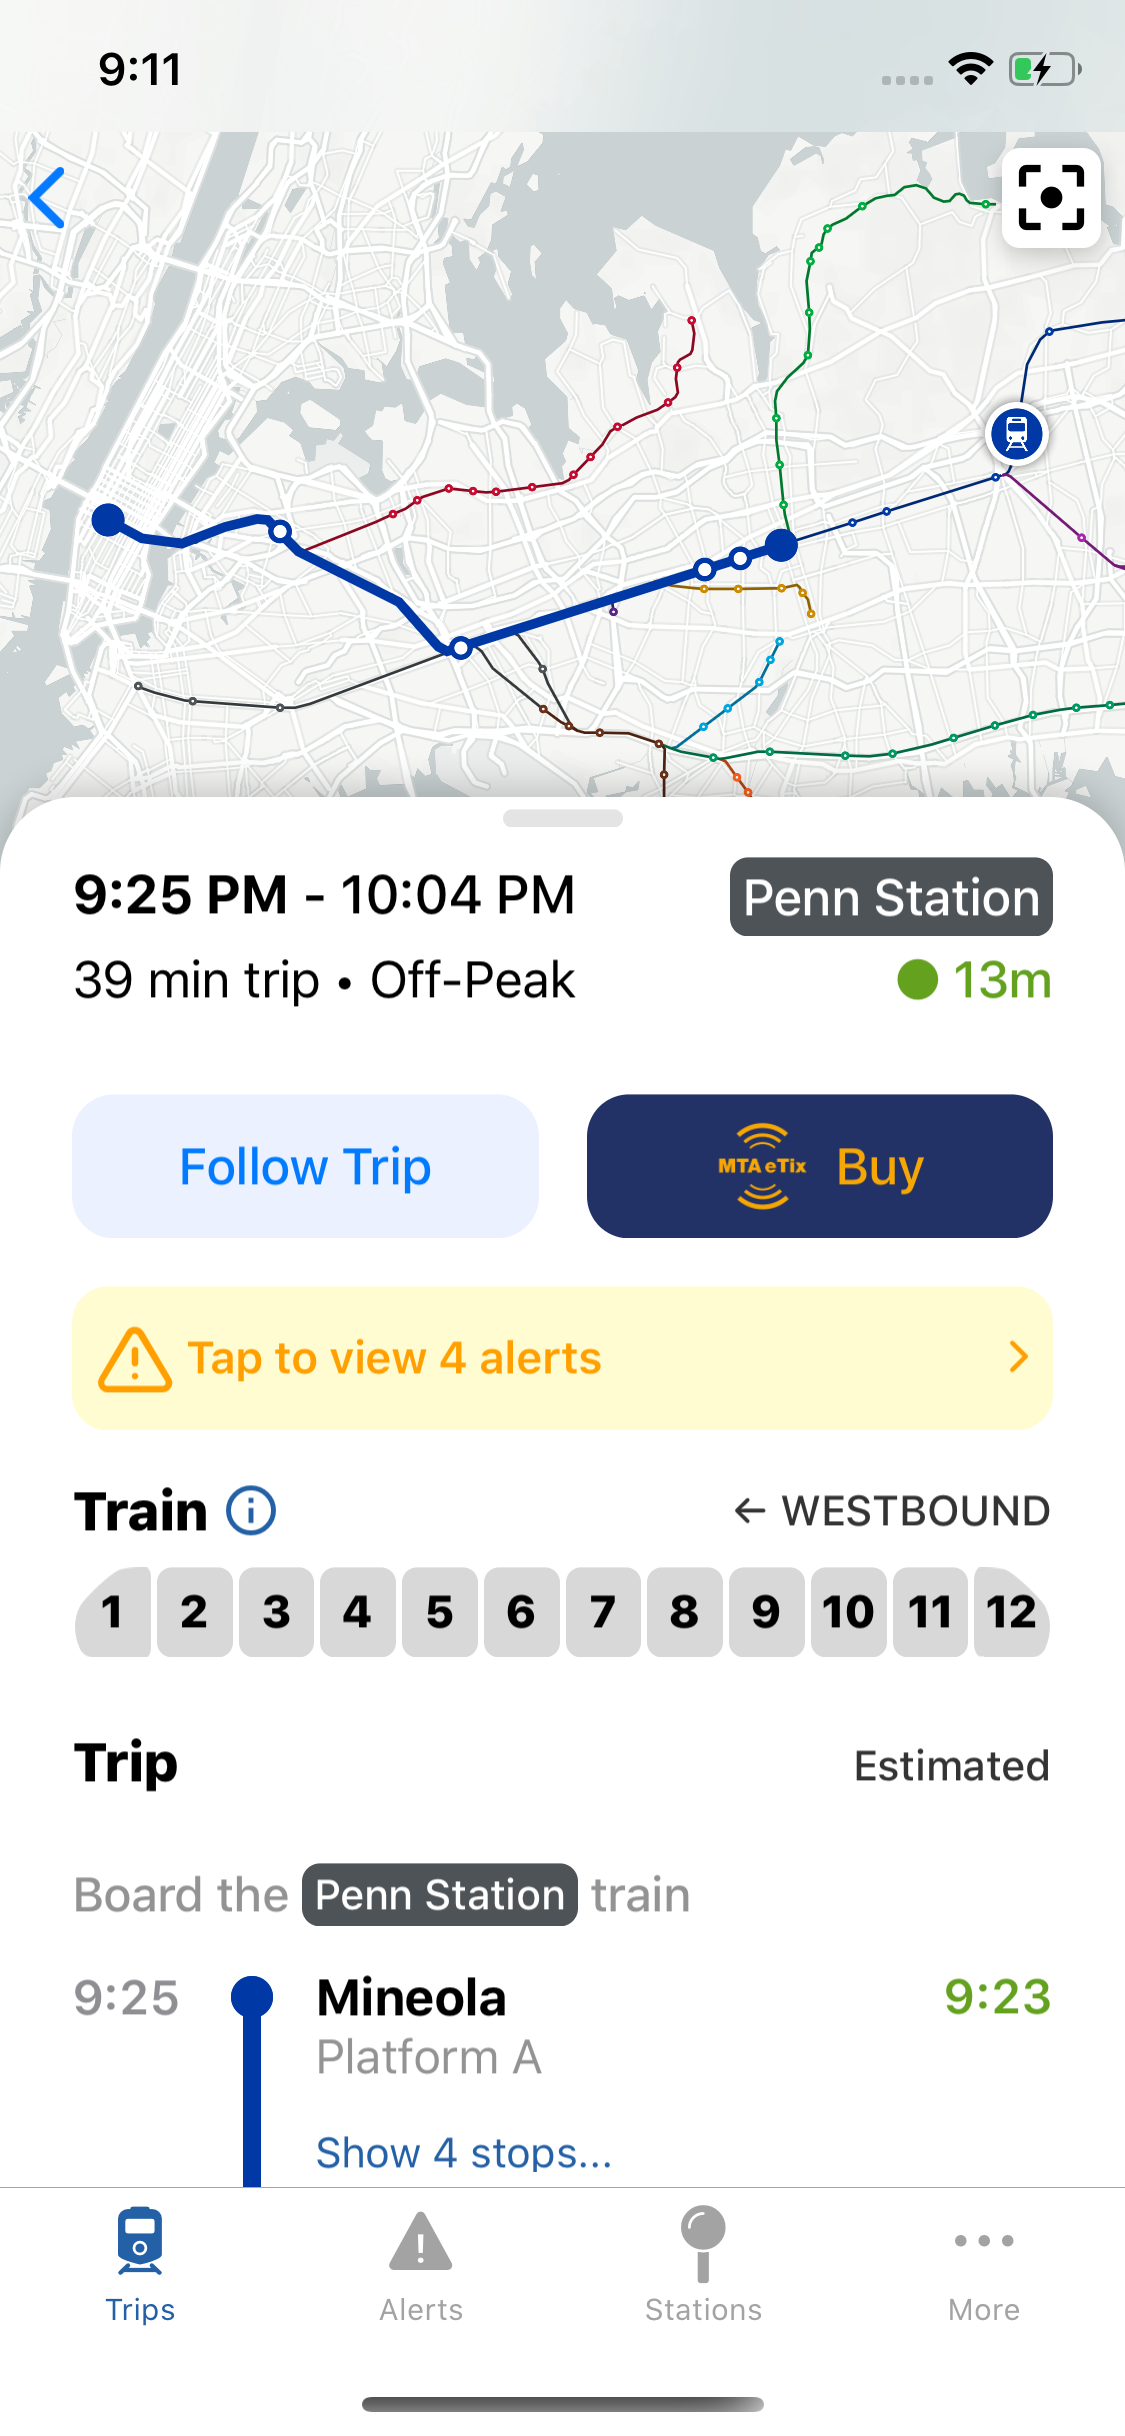 9:11
9:25 PM - 10:04 PM
Penn Station
39 min trip • Off-Peak
13m
Follow Trip
MTA eTix Buy
Tap to view 4 alerts
Train
← WESTBOUND
1 2 3 4 5 6 7 8 9 10 11 12
Trip
Estimated
Board the Penn Station train
9:25
Mineola
9:23
Platform A
Show 4 stops...
Trips
Alerts
Stations
More